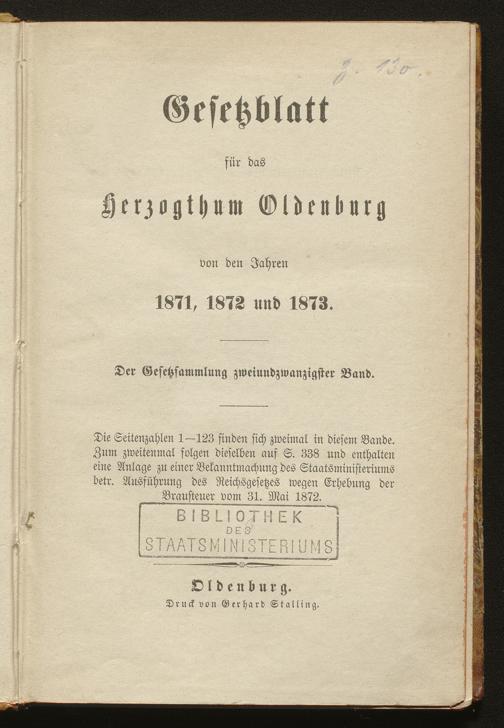 z. 130.
Gesetzblatt
für das
Herzogthum Oldenburg
von den Jahren
1871, 1872 und 1873.
Der Gesetzsammlung zweiundzwanzigster Band.
Die Seitenzahlen 1—123 finden sich zweimal in diesem Bande.
Zum zweitenmal folgen dieselben auf S. 338 und enthalten
eine Anlage zu einer Bekanntmachung des Staatsministeriums
betr. Ausführung des Reichsgesetzes wegen Erhebung der
Brausteuer vom 31. Mai 1872.
BIBLIOTHEK
DES
STAATSMINISTERIUMS
Oldenburg.
Druck von Gerhard Stalling.